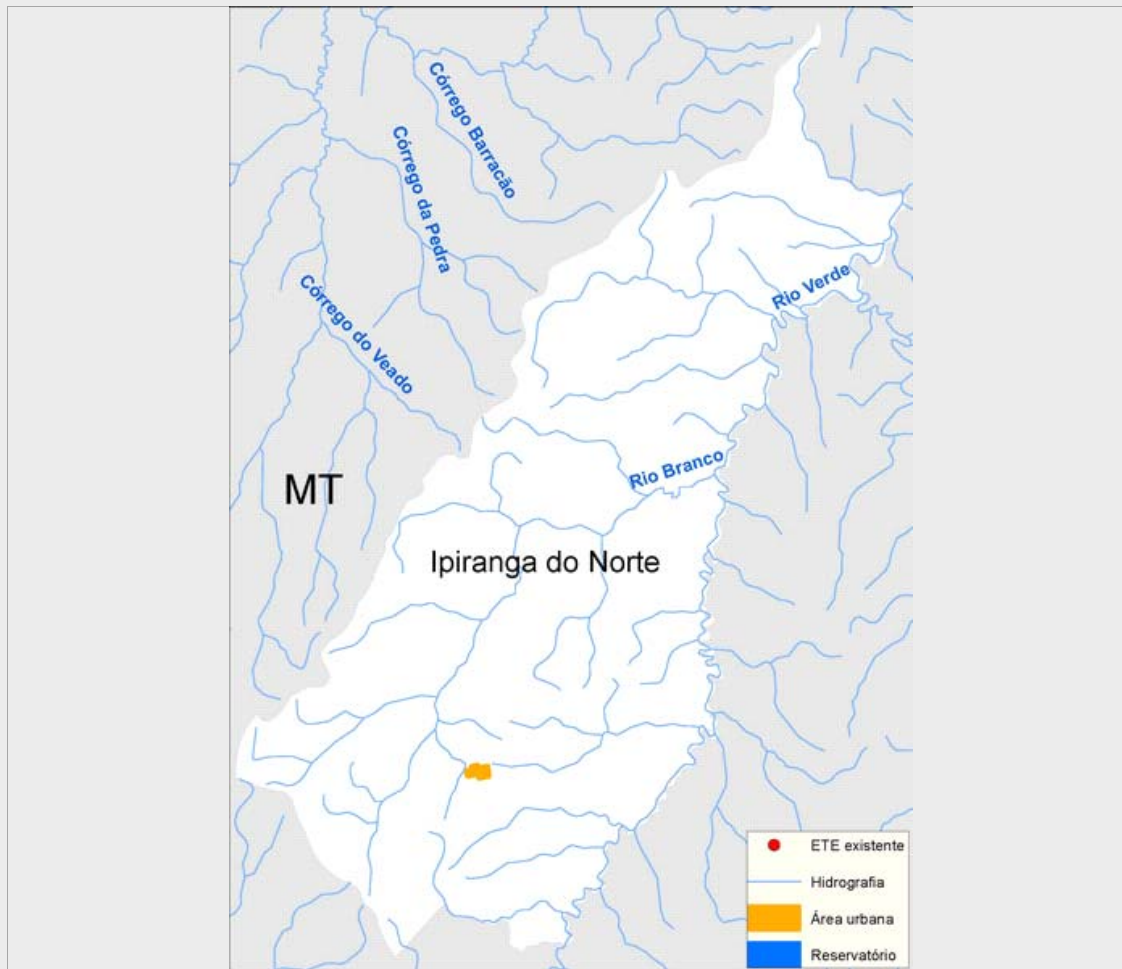 Córrego Barracão
Córrego da Pedra
Rio Verde
Córrego do Veado
Rio Branco
MT
Ipiranga do Norte
ETE existente
Hidrografia
Área urbana
Reservatório